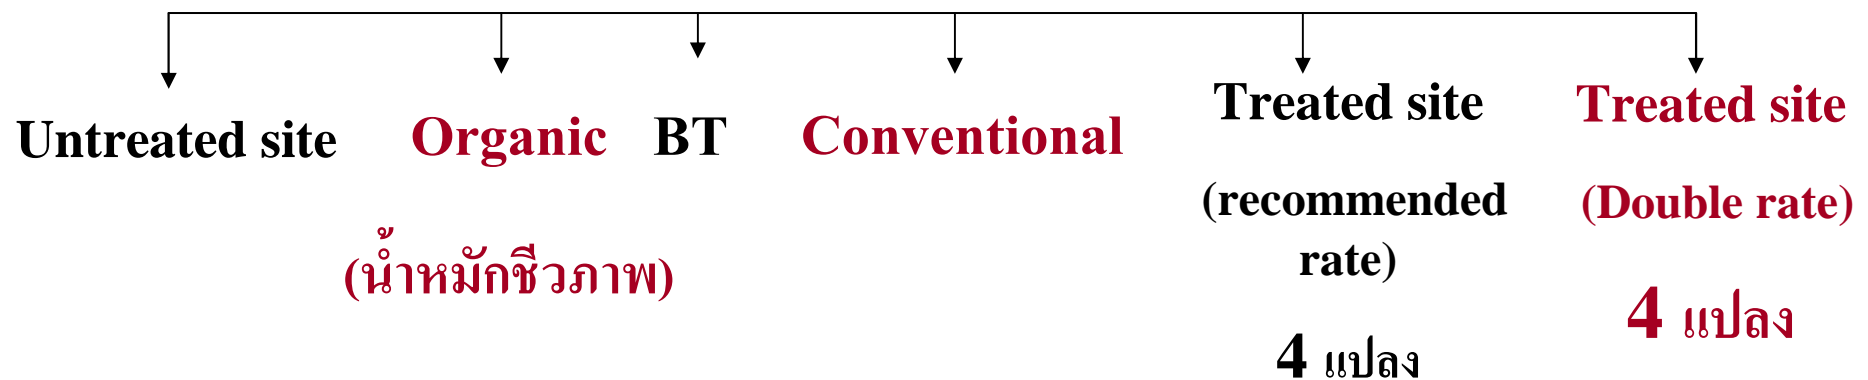 Untreated site
Organic
(น้ำหมักชีวภาพ)
BT
Conventional
Treated site
(recommended
rate)
4 แปลง
Treated site
(Double rate)
4 แปลง